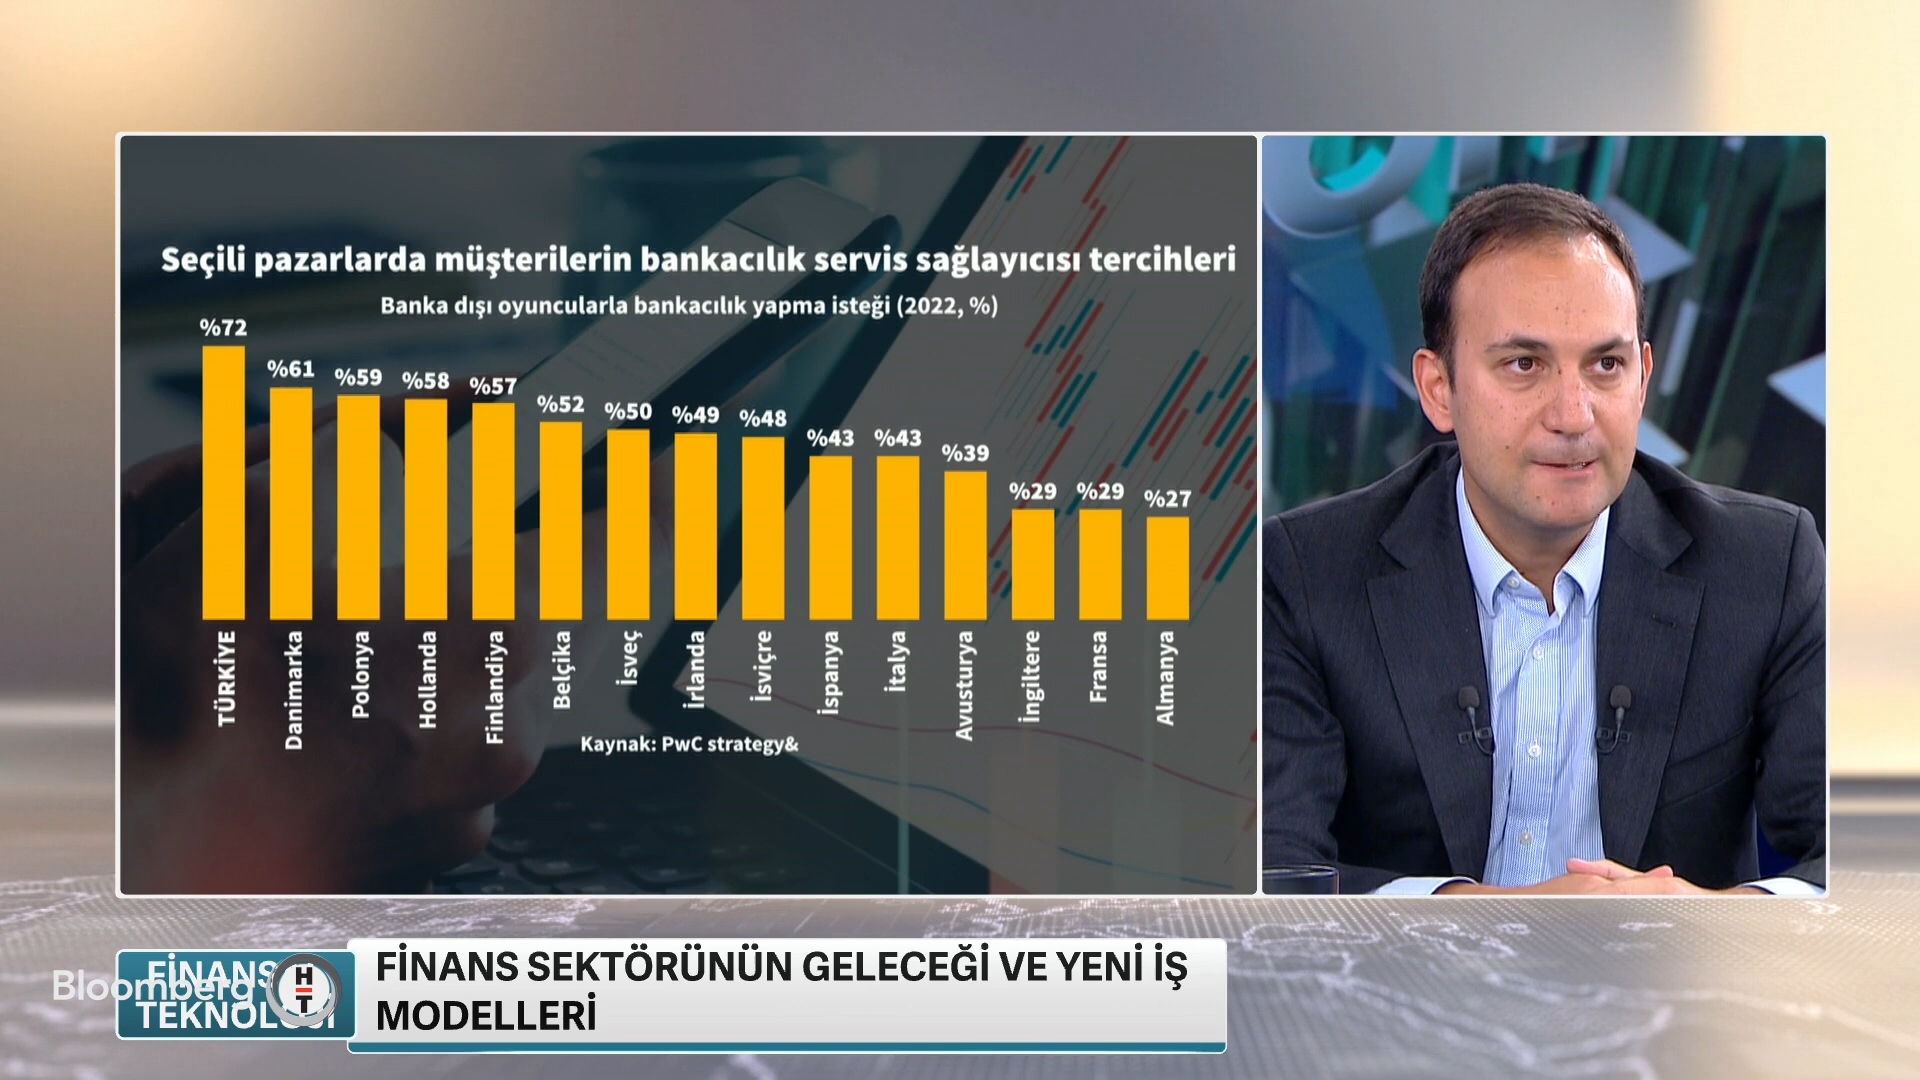 Seçili pazarlarda müşterilerin bankacılık servis sağlayıcısı tercihleri
Banka dışı oyuncularla bankacılık yapma isteği (2022, %)
%72 %61 %59 %58 %57 %52 %50 %49 %48 %43 %43 %39 %29 %29 %27
TÜRKİYE Danimarka Polonya Hollanda Finlandiya Belçika İsveç İrlanda İsviçre İspanya İtalya Avusturya İngiltere Fransa Almanya
Kaynak: PwC strategy&
FİNANS
TEKNOLOJİ
Bloomberg HT
FİNANS SEKTÖRÜNÜN GELECEĞİ VE YENİ İŞ
MODELLERİ